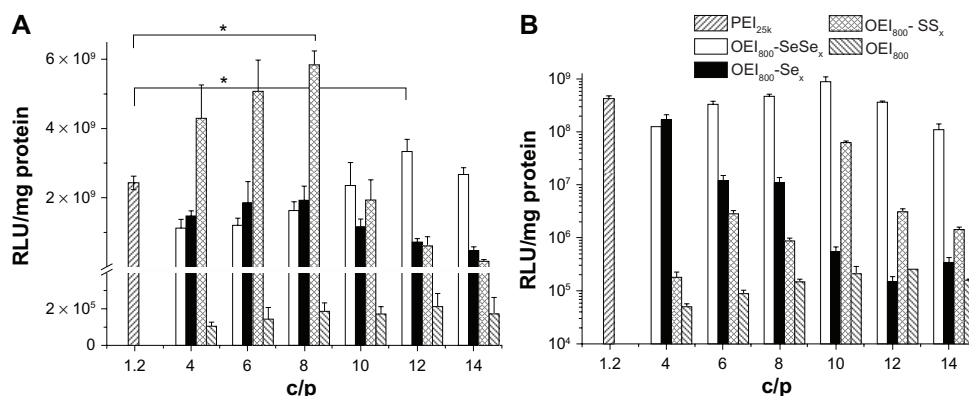 A
*
*
6 × 10⁹
4 × 10⁹
2 × 10⁹
2 × 10⁵
0
RLU/mg protein
1.2 4 6 8 10 12 14
c/p
B
PEI₂₅ₖ
OEI₈₀₀-SeSeₓ
OEI₈₀₀-Seₓ
OEI₈₀₀- SSₓ
OEI₈₀₀
10⁹
10⁸
10⁷
10⁶
10⁵
10⁴
RLU/mg protein
1.2 4 6 8 10 12 14
c/p